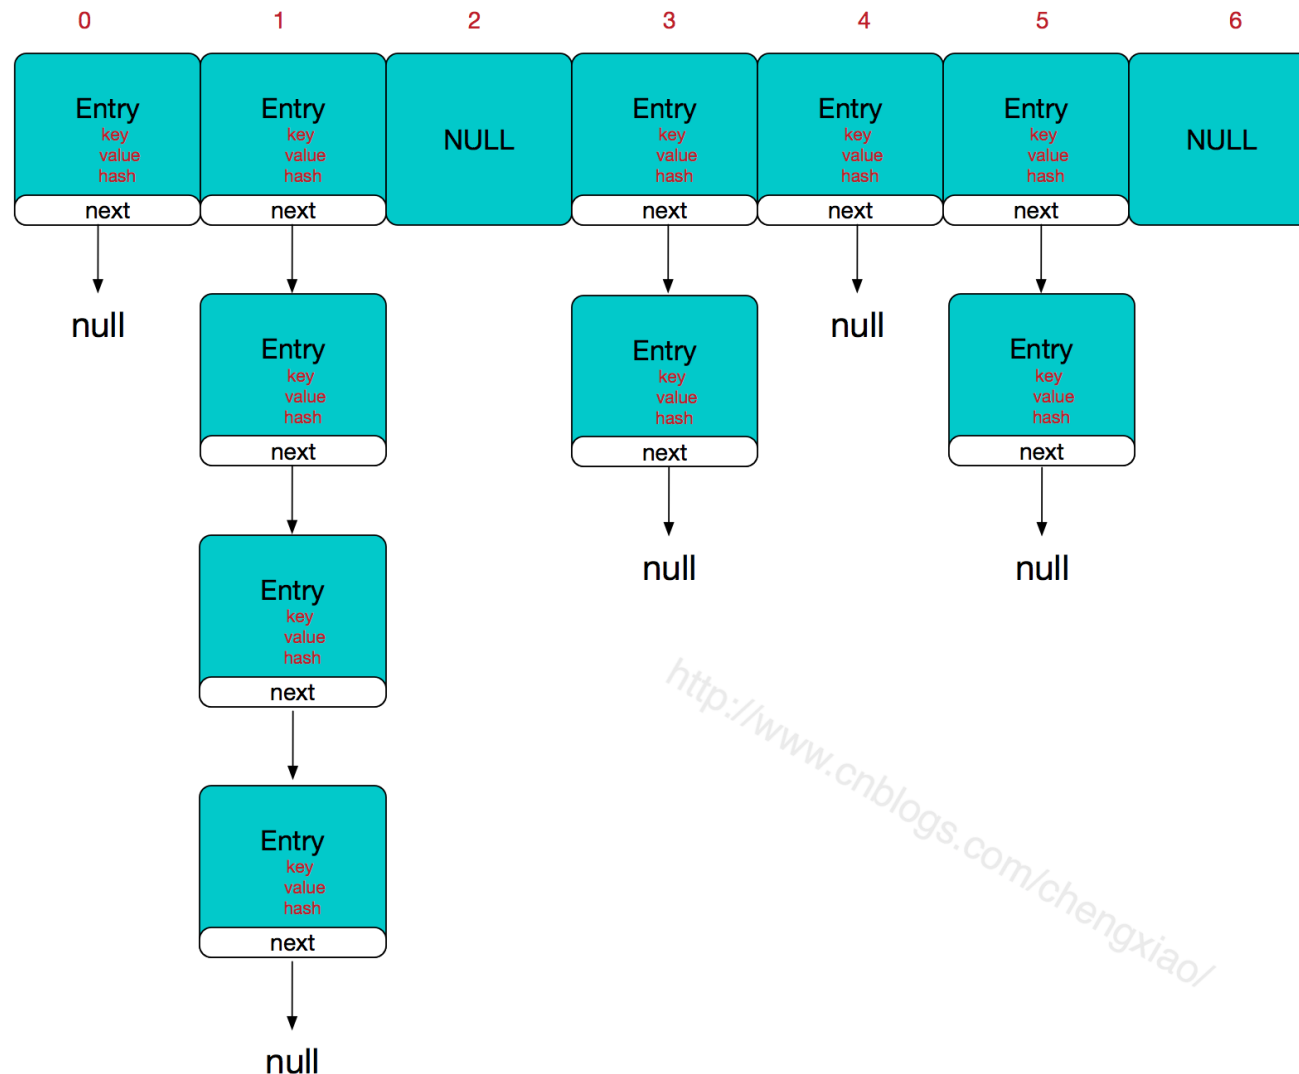 0 1 2 3 4 5 6
Entry Entry NULL Entry Entry Entry NULL
key key key key key
value value value value value
hash hash hash hash hash
next next next next next
null null
Entry Entry Entry
key key key
value value value
hash hash hash
next next next
null null
Entry
key
value
hash
next
http://www.cnblogs.com/chengxiao/
Entry
key
value
hash
next
null